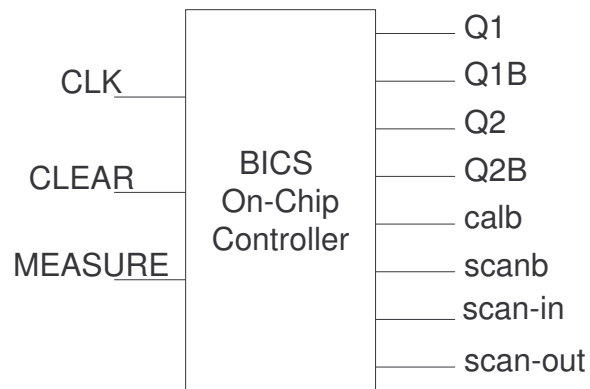 CLK
CLEAR
MEASURE
BICS
On-Chip
Controller
Q1
Q1B
Q2
Q2B
calb
scanb
scan-in
scan-out